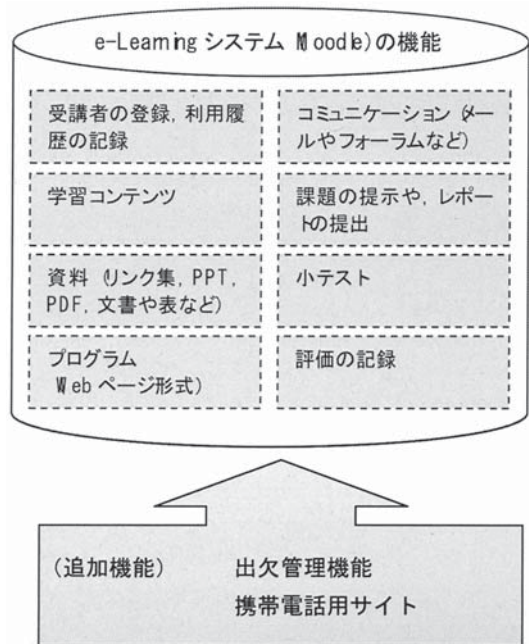 e-Learning システム Moodle)の機能
受講者の登録, 利用履
歴の記録
コミュニケーション (メー
ルやフォーラムなど)
学習コンテンツ
課題の提示や, レポー
トの提出
資料 (リンク集, PPT,
PDF, 文書や表など)
小テスト
プログラム
Web ページ形式)
評価の記録
(追加機能) 出欠管理機能
携帯電話用サイト